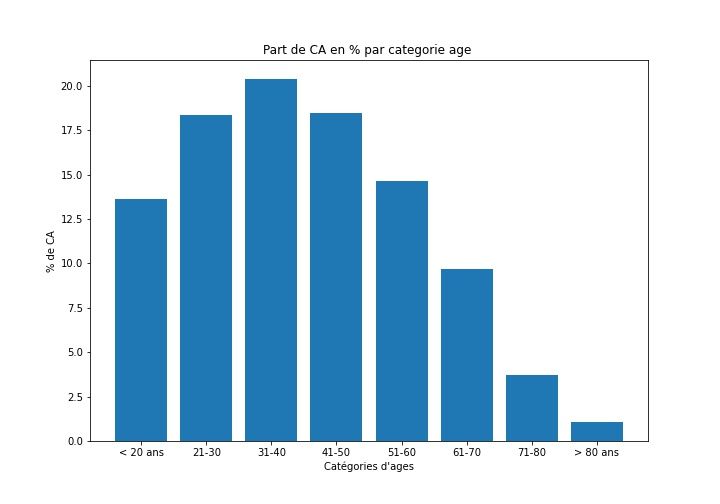 Part de CA en % par categorie age
% de CA
20.0
17.5
15.0
12.5
10.0
7.5
5.0
2.5
0.0
< 20 ans 21-30 31-40 41-50 51-60 61-70 71-80 > 80 ans
Catégories d'ages